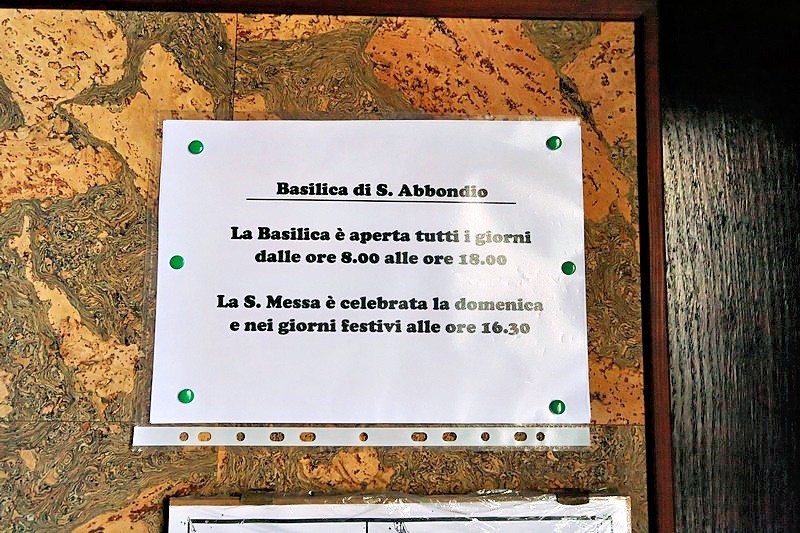 Basilica di S. Abbondio
La Basilica è aperta tutti i giorni
dalle ore 8.00 alle ore 18.00
La S. Messa è celebrata la domenica
e nei giorni festivi alle ore 16.30